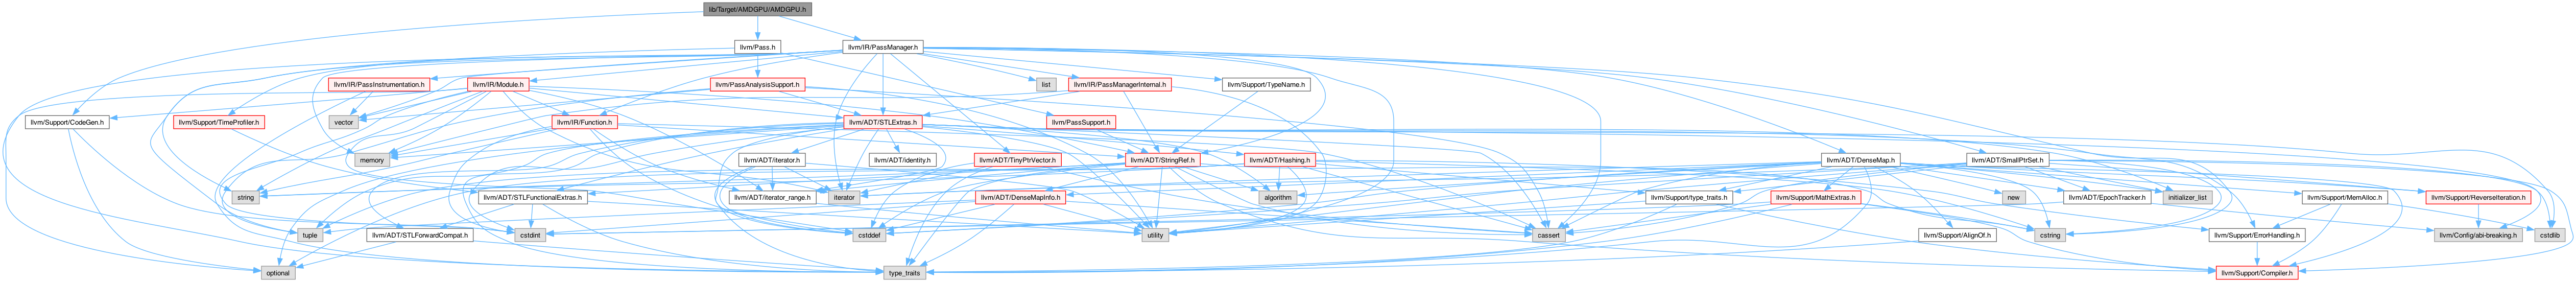 lib/Target/AMDGPU/AMDGPU.h
llvm/Pass.h
llvm/IR/PassManager.h
llvm/IR/PassInstrumentation.h
llvm/IR/Module.h
llvm/PassAnalysisSupport.h
list
llvm/IR/PassManagerInternal.h
llvm/Support/TypeName.h
llvm/Support/CodeGen.h
llvm/Support/TimeProfiler.h
vector
llvm/IR/Function.h
llvm/ADT/STLExtras.h
llvm/PassSupport.h
memory
llvm/ADT/iterator.h
llvm/ADT/identity.h
llvm/ADT/TinyPtrVector.h
llvm/ADT/StringRef.h
llvm/ADT/Hashing.h
llvm/ADT/DenseMap.h
llvm/ADT/SmallPtrSet.h
string
llvm/ADT/STLFunctionalExtras.h
llvm/ADT/iterator_range.h
iterator
llvm/ADT/DenseMapInfo.h
algorithm
llvm/Support/type_traits.h
llvm/Support/MathExtras.h
new
llvm/ADT/EpochTracker.h
initializer_list
llvm/Support/MemAlloc.h
llvm/Support/ReverseIteration.h
tuple
llvm/ADT/STLForwardCompat.h
cstdint
cstddef
utility
cassert
llvm/Support/AlignOf.h
cstring
llvm/Support/ErrorHandling.h
llvm/Config/abi-breaking.h
cstdlib
optional
type_traits
llvm/Support/Compiler.h